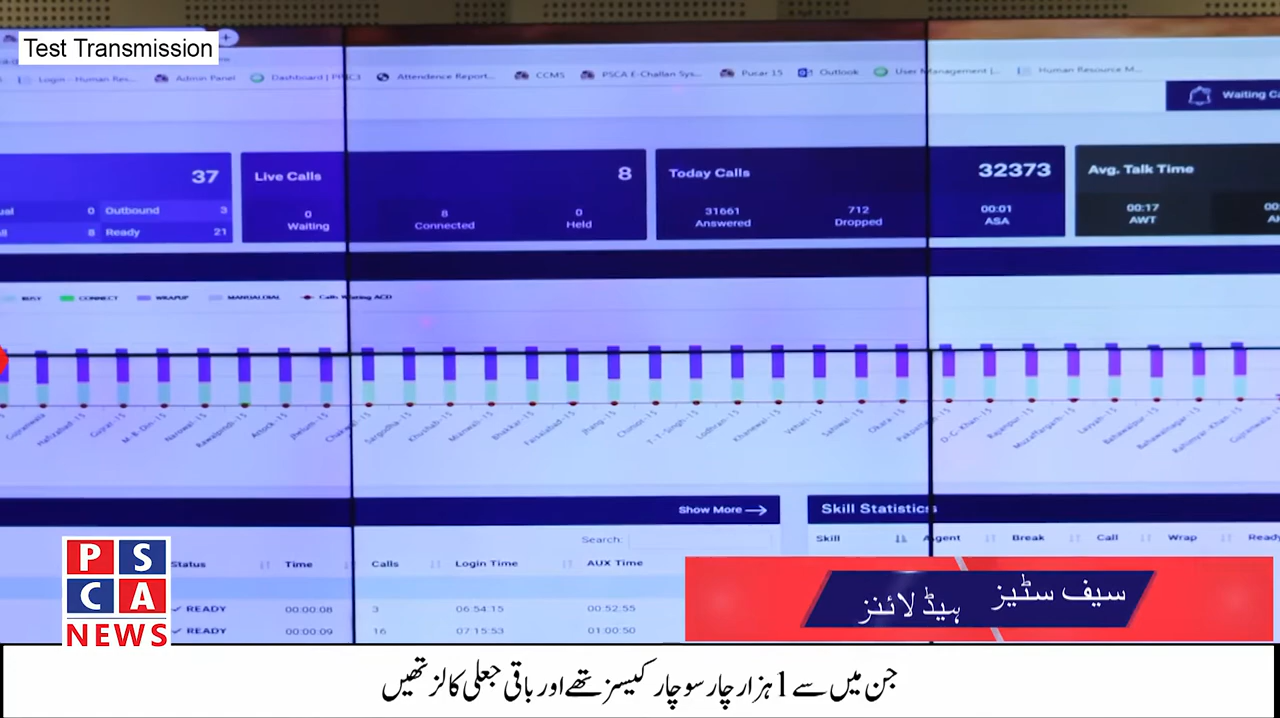 Test Transmission
Login - Human Res...
Admin Panel
Attendence Report...
CCMS
PSCA E-Challan Sys...
Pucar 15
Outlook
User Management |...
Human Resource M...
Waiting
37
0
Outbound
3
8
Ready
21
Live Calls
8
0
Waiting
8
Connected
0
Held
Today Calls
32373
31661
Answered
712
Dropped
00:01
ASA
Avg. Talk Time
00:17
AWT
CONNECT
WRAPUP
MANUALDIAL
Calls Waiting ACD
Gujranwala
Hafizabad-15
Gujrat-15
M-B-Din-15
Narowal-15
Rawalpindi-15
Attock-15
Jhelum-15
Sargodha-15
Khushab-15
Mianwali-15
Bhakkar-15
Faisalabad-15
Jhang-15
Chiniot-15
T-T-Singh-15
Lodhran-15
Khanewal-15
Vehari-15
Sahiwal-15
Okara-15
D-G-Khan-15
Rajanpur-15
Muzaffargarh-15
Layyah-15
Bahawalpur-15
Bahawalnagar-15
Rahimyar-Khan-15
Show More
Skill Statistics
Search:
Status
Time
Calls
Login Time
AUX Time
Skill
Agent
Break
Call
Wrap
Ready
READY
00:00:08
3
06:54:15
00:52:55
READY
00:00:09
16
07:15:53
01:00:50
PSCA
NEWS
سیف سٹیز
ہیڈ لائنز
جن میں سے 1 ہزار چار سو چار کیسز تھے اور باقی جعلی کالز تھیں